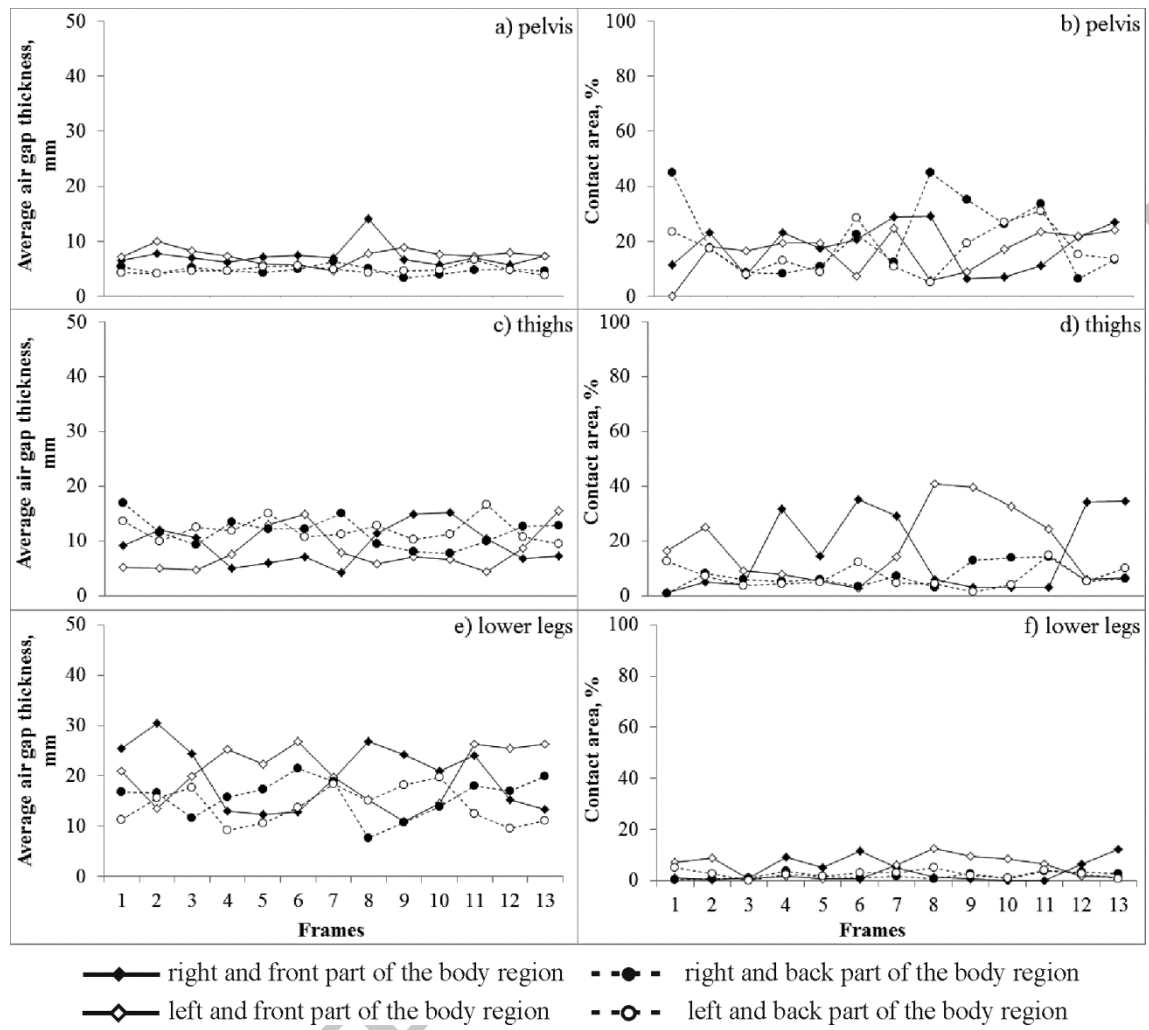 a) pelvis
Average air gap thickness,
mm
50
40
30
20
10
0
b) pelvis
Contact area, %
100
80
60
40
20
0
c) thighs
Average air gap thickness,
mm
50
40
30
20
10
0
d) thighs
Contact area, %
100
80
60
40
20
0
e) lower legs
Average air gap thickness,
mm
50
40
30
20
10
0
1 2 3 4 5 6 7 8 9 10 11 12 13
Frames
f) lower legs
Contact area, %
100
80
60
40
20
0
1 2 3 4 5 6 7 8 9 10 11 12 13
Frames
right and front part of the body region
right and back part of the body region
left and front part of the body region
left and back part of the body region